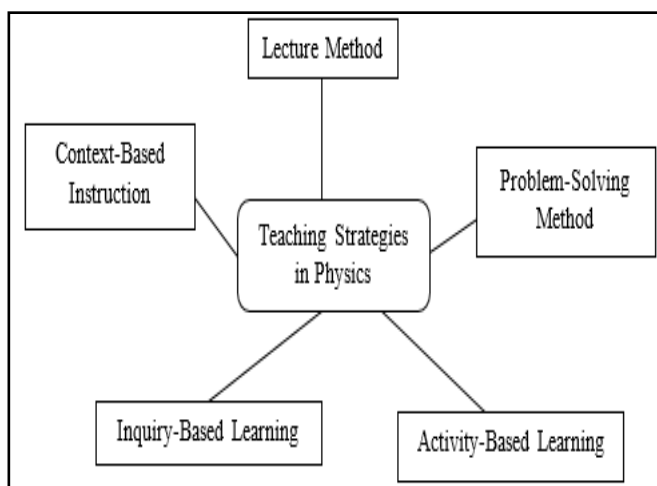 Lecture Method
Context-Based
Instruction
Problem-Solving
Method
Teaching Strategies
in Physics
Inquiry-Based Learning
Activity-Based Learning